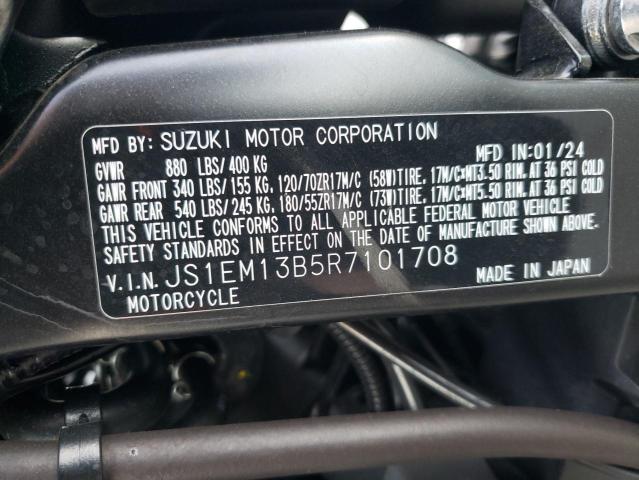 MFD BY: SUZUKI MOTOR CORPORATION
MFD IN: 01/24
GVWR 880 LBS/ 400 KG
GAWR FRONT 340 LBS/ 155 KG, 120/70ZR17M/C (58W)TIRE, 17M/C×MT3.50 RIM. AT 36 PSI COLD
GAWR REAR 540 LBS/ 245 KG, 180/55ZR17M/C (73W)TIRE, 17M/C×MT5.50 RIM. AT 36 PSI COLD
THIS VEHICLE CONFORMS TO ALL APPLICABLE FEDERAL MOTOR VEHICLE
SAFETY STANDARDS IN EFFECT ON THE DATE OF MANUFACTURE SHOWN ABOVE.
V.I.N. JS1EM13B5R7101708
MADE IN JAPAN
MOTORCYCLE